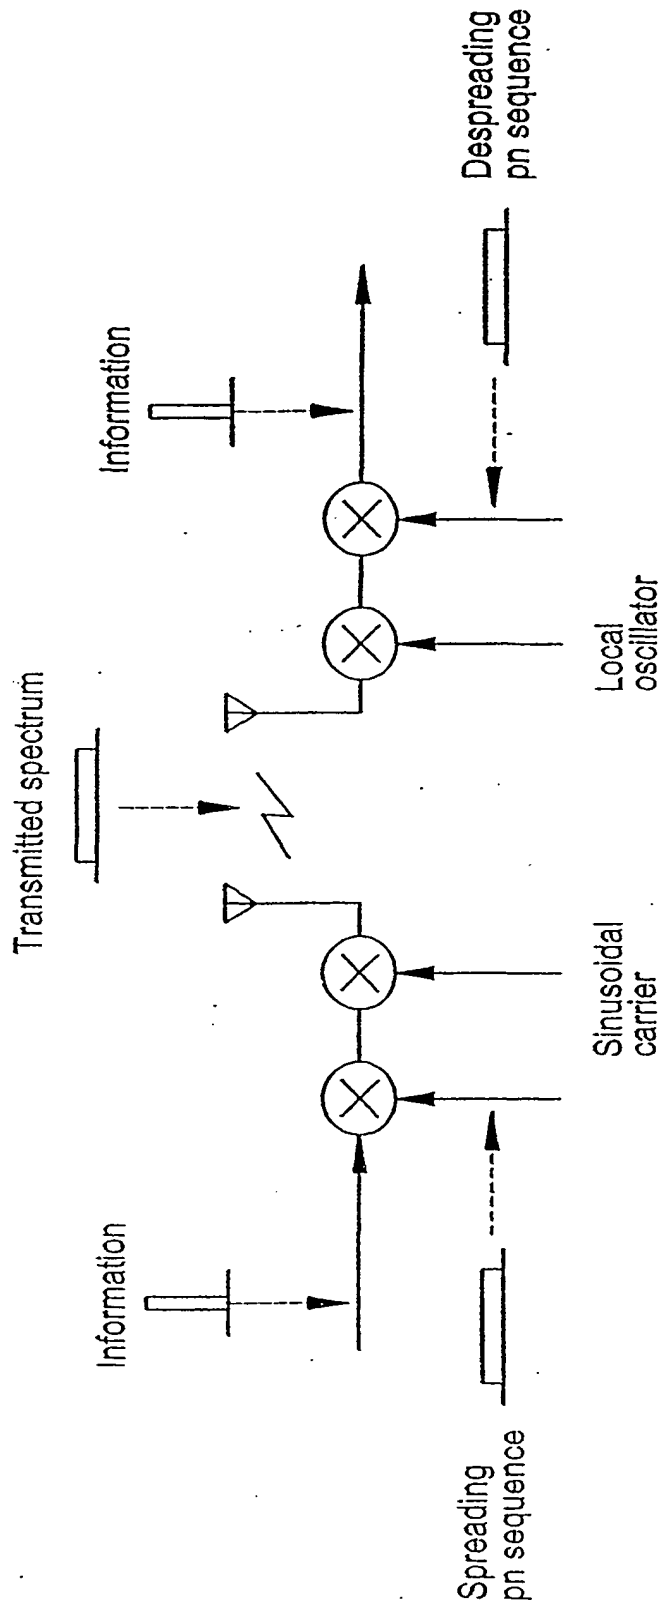 Transmitted spectrum
Information
Information
Spreading
pn sequence
Sinusoidal
carrier
Local
oscillator
Despreading
pn sequence